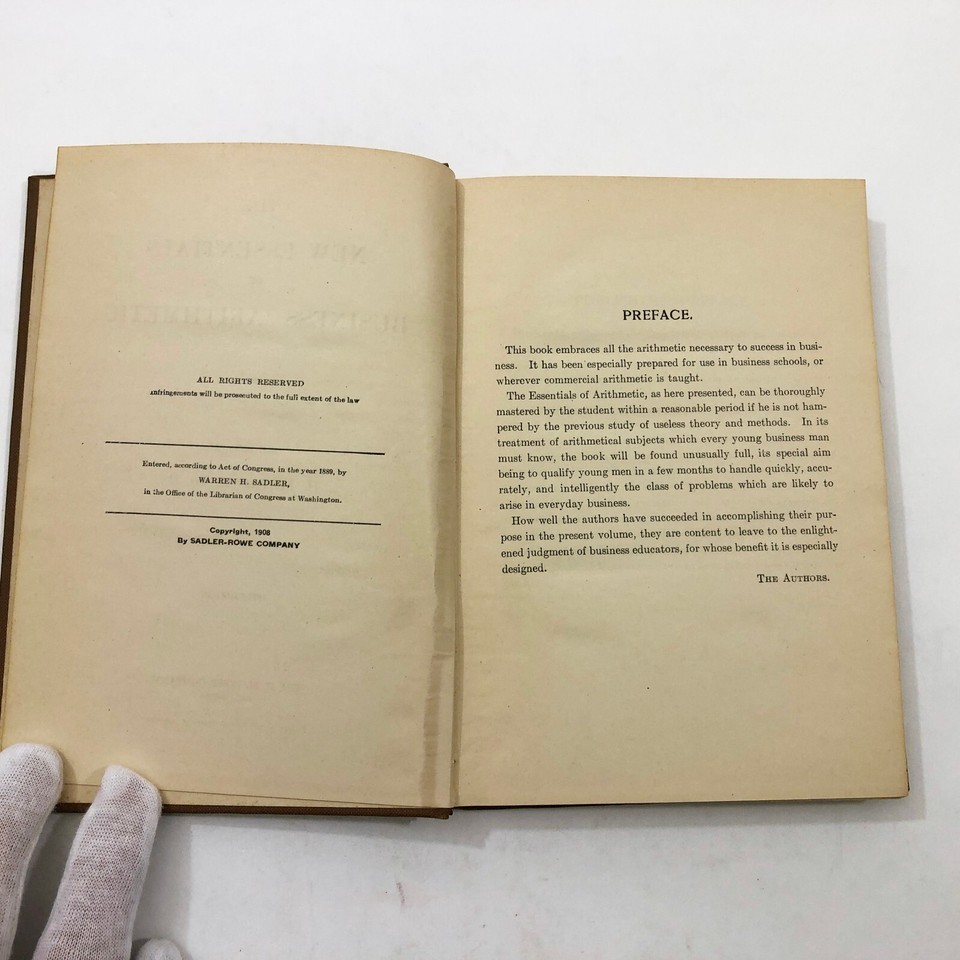 ALL RIGHTS RESERVED
Infringements will be prosecuted to the full extent of the law
Entered, according to Act of Congress, in the year 1889, by
WARREN H. SADLER,
in the Office of the Librarian of Congress at Washington.
Copyright, 1908
By SADLER-ROWE COMPANY
PREFACE.
This book embraces all the arithmetic necessary to success in busi-
ness. It has been especially prepared for use in business schools, or
wherever commercial arithmetic is taught.
The Essentials of Arithmetic, as here presented, can be thoroughly
mastered by the student within a reasonable period if he is not ham-
pered by the previous study of useless theory and methods. In its
treatment of arithmetical subjects which every young business man
must know, the book will be found unusually full, its special aim
being to qualify young men in a few months to handle quickly, accu-
rately, and intelligently the class of problems which are likely to
arise in everyday business.
How well the authors have succeeded in accomplishing their pur-
pose in the present volume, they are content to leave to the enlight-
ened judgment of business educators, for whose benefit it is especially
designed.
THE AUTHORS.